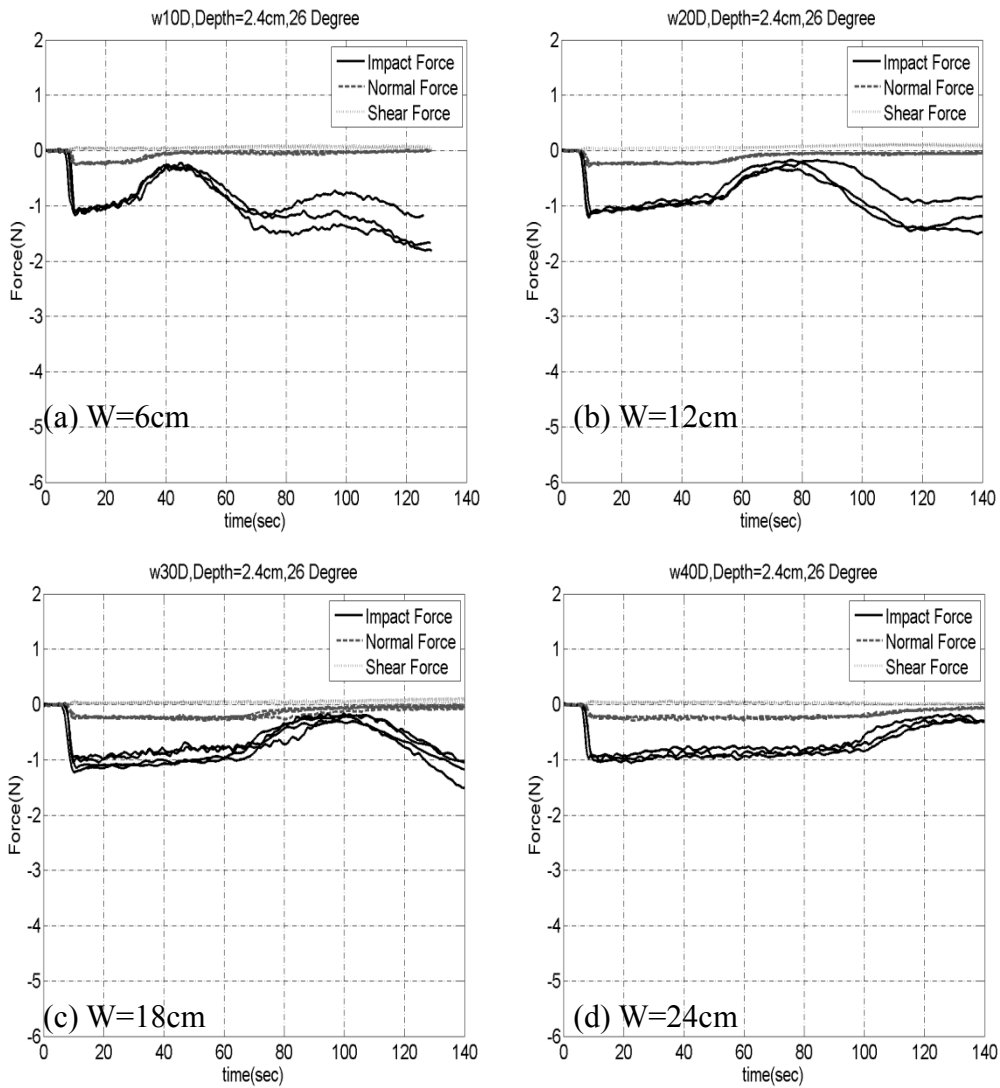 w10D,Depth=2.4cm,26 Degree
2
1
0
-1
-2
-3
-4
-5
-6
Force(N)
Impact Force
Normal Force
Shear Force
(a) W=6cm
0 20 40 60 80 100 120 140
time(sec)
w20D,Depth=2.4cm,26 Degree
2
1
0
-1
-2
-3
-4
-5
-6
Force(N)
Impact Force
Normal Force
Shear Force
(b) W=12cm
0 20 40 60 80 100 120 140
time(sec)
w30D,Depth=2.4cm,26 Degree
2
1
0
-1
-2
-3
-4
-5
-6
Force(N)
Impact Force
Normal Force
Shear Force
(c) W=18cm
0 20 40 60 80 100 120 140
time(sec)
w40D,Depth=2.4cm,26 Degree
2
1
0
-1
-2
-3
-4
-5
-6
Force(N)
Impact Force
Normal Force
Shear Force
(d) W=24cm
0 20 40 60 80 100 120 140
time(sec)